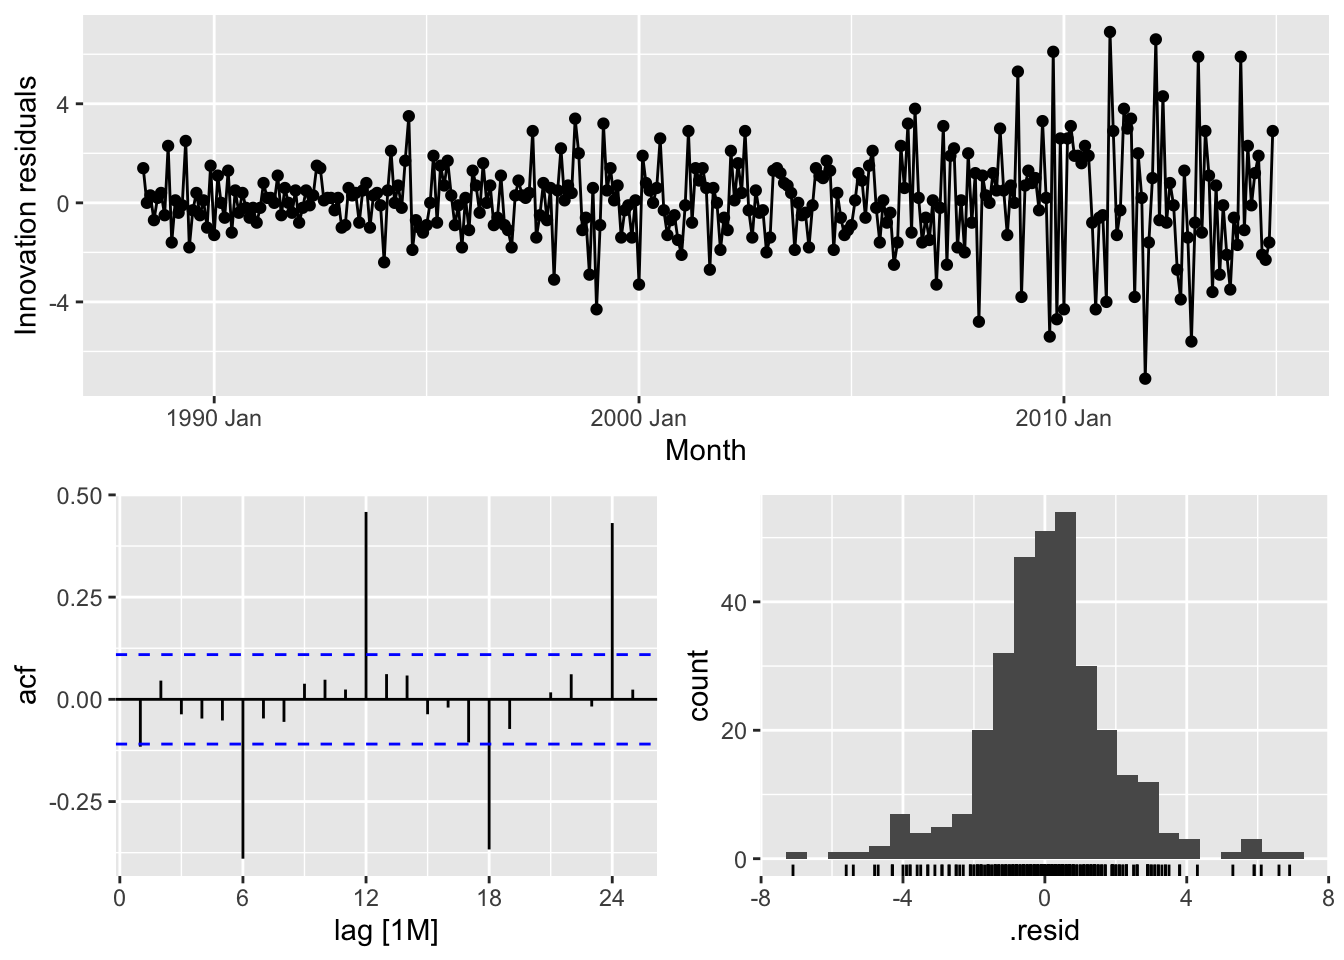 Innovation residuals
4
0
-4
1990 Jan
2000 Jan
2010 Jan
Month
acf
0.50
0.25
0.00
-0.25
0
6
12
18
24
lag [1M]
count
40
20
0
-8
-4
0
4
8
.resid